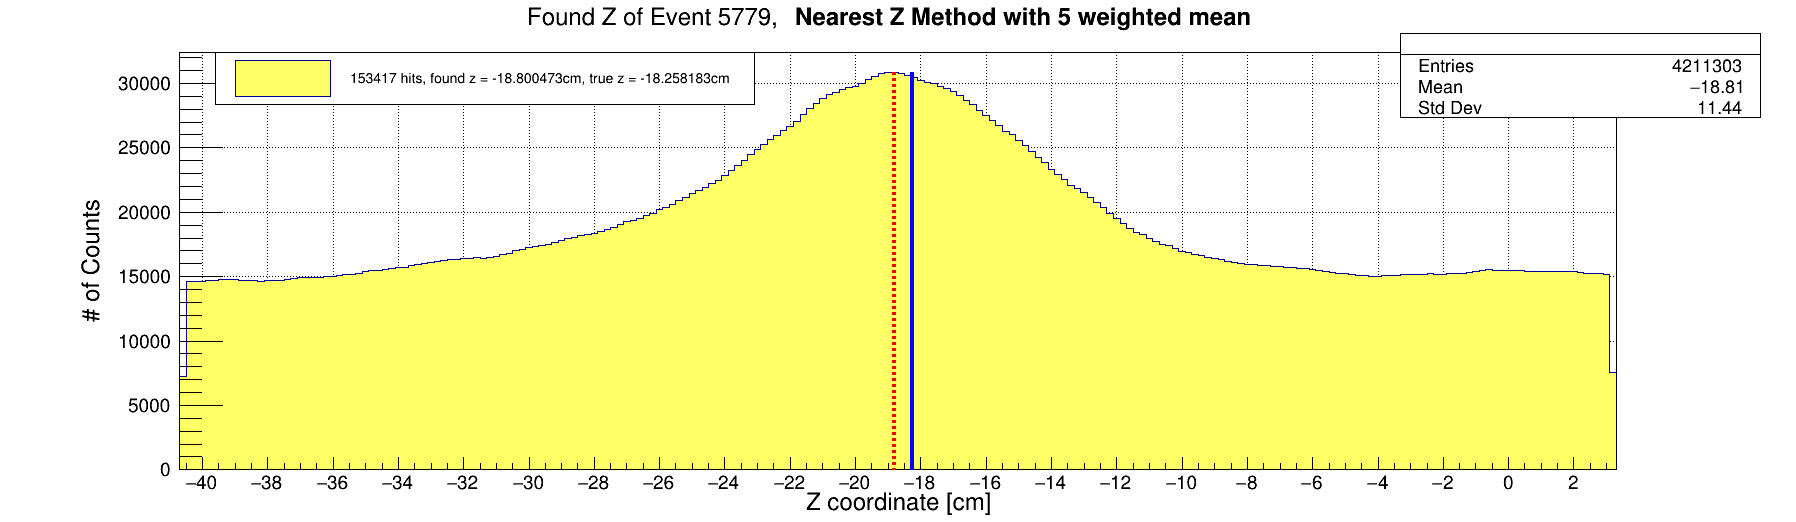 Found Z of Event 5779, Nearest Z Method with 5 weighted mean
153417 hits, found z = -18.800473cm, true z = -18.258183cm
Entries 4211303
Mean −18.81
Std Dev 11.44
# of Counts
30000
25000
20000
15000
10000
5000
0
−40 −38 −36 −34 −32 −30 −28 −26 −24 −22 −20 −18 −16 −14 −12 −10 −8 −6 −4 −2 0 2
Z coordinate [cm]